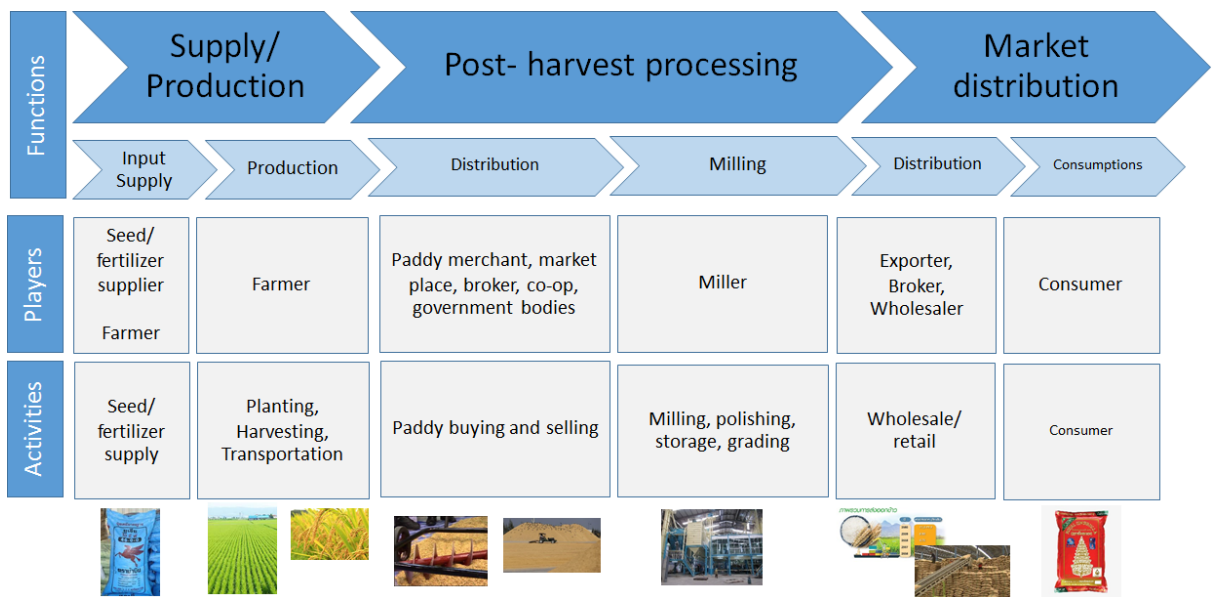 Functions
Supply/
Production
Post- harvest processing
Market
distribution
Input
Supply
Production
Distribution
Milling
Distribution
Consumptions
Players
Seed/
fertilizer
supplier
Farmer
Farmer
Paddy merchant, market
place, broker, co-op,
government bodies
Miller
Exporter,
Broker,
Wholesaler
Consumer
Activities
Seed/
fertilizer
supply
Planting,
Harvesting,
Transportation
Paddy buying and selling
Milling, polishing,
storage, grading
Wholesale/
retail
Consumer